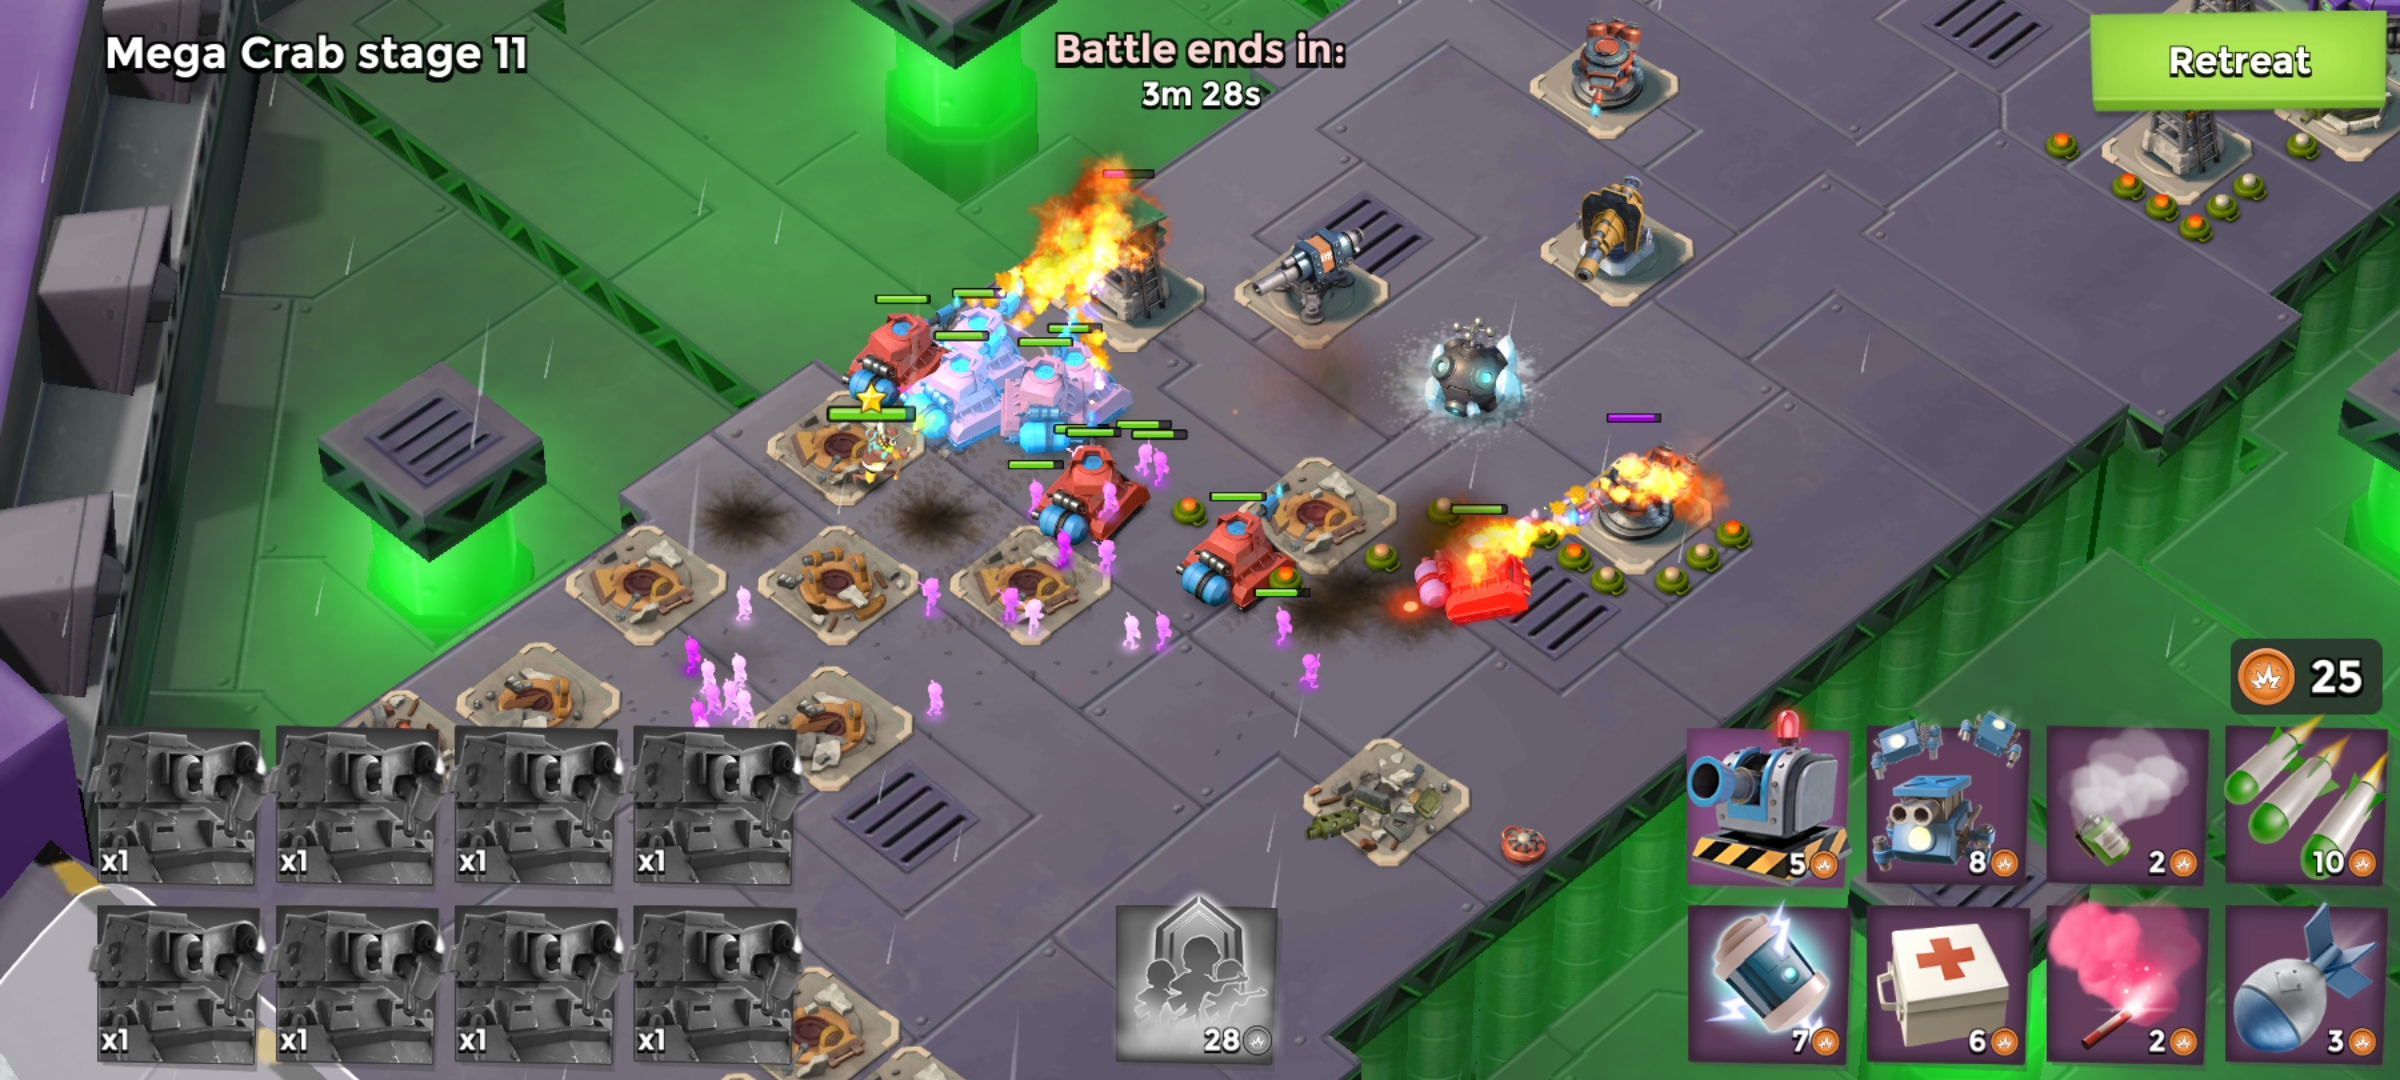 Mega Crab stage 11
Battle ends in:
3m 28s
Retreat
25
x1
x1
x1
x1
5
8
2
10
x1
x1
x1
x1
28
7
6
2
3